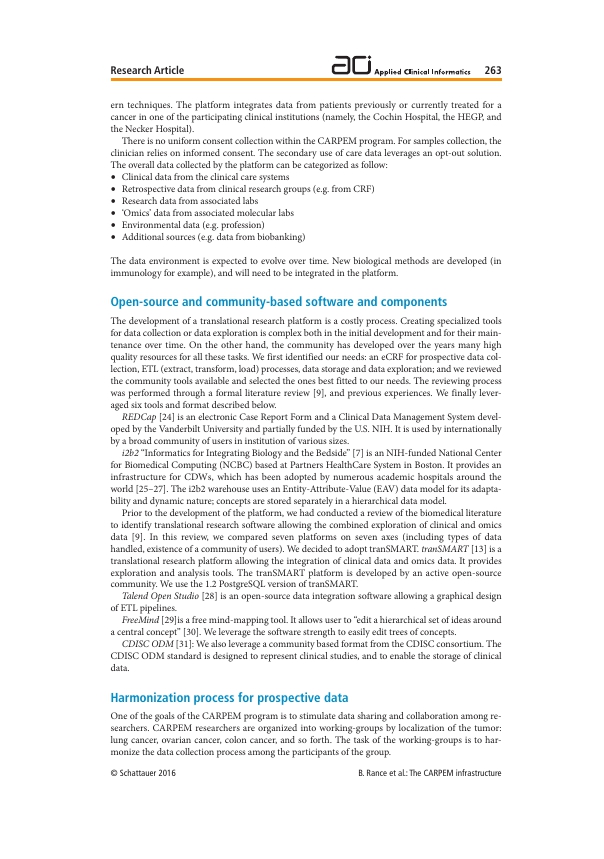 Research Article
aci Applied Clinical Informatics 263
ern techniques. The platform integrates data from patients previously or currently treated for a
cancer in one of the participating clinical institutions (namely, the Cochin Hospital, the HEGP, and
the Necker Hospital).
There is no uniform consent collection within the CARPEM program. For samples collection, the
clinician relies on informed consent. The secondary use of care data leverages an opt-out solution.
The overall data collected by the platform can be categorized as follow:
• Clinical data from the clinical care systems
• Retrospective data from clinical research groups (e.g. from CRF)
• Research data from associated labs
• ‘Omics’ data from associated molecular labs
• Environmental data (e.g. profession)
• Additional sources (e.g. data from biobanking)
The data environment is expected to evolve over time. New biological methods are developed (in
immunology for example), and will need to be integrated in the platform.
Open-source and community-based software and components
The development of a translational research platform is a costly process. Creating specialized tools
for data collection or data exploration is complex both in the initial development and for their main-
tenance over time. On the other hand, the community has developed over the years many high
quality resources for all these tasks. We first identified our needs: an eCRF for prospective data col-
lection, ETL (extract, transform, load) processes, data storage and data exploration; and we reviewed
the community tools available and selected the ones best fitted to our needs. The reviewing process
was performed through a formal literature review [9], and previous experiences. We finally lever-
aged six tools and format described below.
REDCap [24] is an electronic Case Report Form and a Clinical Data Management System devel-
oped by the Vanderbilt University and partially funded by the U.S. NIH. It is used by internationally
by a broad community of users in institution of various sizes.
i2b2 “Informatics for Integrating Biology and the Bedside” [7] is an NIH-funded National Center
for Biomedical Computing (NCBC) based at Partners HealthCare System in Boston. It provides an
infrastructure for CDWs, which has been adopted by numerous academic hospitals around the
world [25–27]. The i2b2 warehouse uses an Entity-Attribute-Value (EAV) data model for its adapta-
bility and dynamic nature; concepts are stored separately in a hierarchical data model.
Prior to the development of the platform, we had conducted a review of the biomedical literature
to identify translational research software allowing the combined exploration of clinical and omics
data [9]. In this review, we compared seven platforms on seven axes (including types of data
handled, existence of a community of users). We decided to adopt tranSMART. tranSMART [13] is a
translational research platform allowing the integration of clinical data and omics data. It provides
exploration and analysis tools. The tranSMART platform is developed by an active open-source
community. We use the 1.2 PostgreSQL version of tranSMART.
Talend Open Studio [28] is an open-source data integration software allowing a graphical design
of ETL pipelines.
FreeMind [29]is a free mind-mapping tool. It allows user to “edit a hierarchical set of ideas around
a central concept” [30]. We leverage the software strength to easily edit trees of concepts.
CDISC ODM [31]: We also leverage a community based format from the CDISC consortium. The
CDISC ODM standard is designed to represent clinical studies, and to enable the storage of clinical
data.
Harmonization process for prospective data
One of the goals of the CARPEM program is to stimulate data sharing and collaboration among re-
searchers. CARPEM researchers are organized into working-groups by localization of the tumor:
lung cancer, ovarian cancer, colon cancer, and so forth. The task of the working-groups is to har-
monize the data collection process among the participants of the group.
© Schattauer 2016
B. Rance et al.: The CARPEM infrastructure